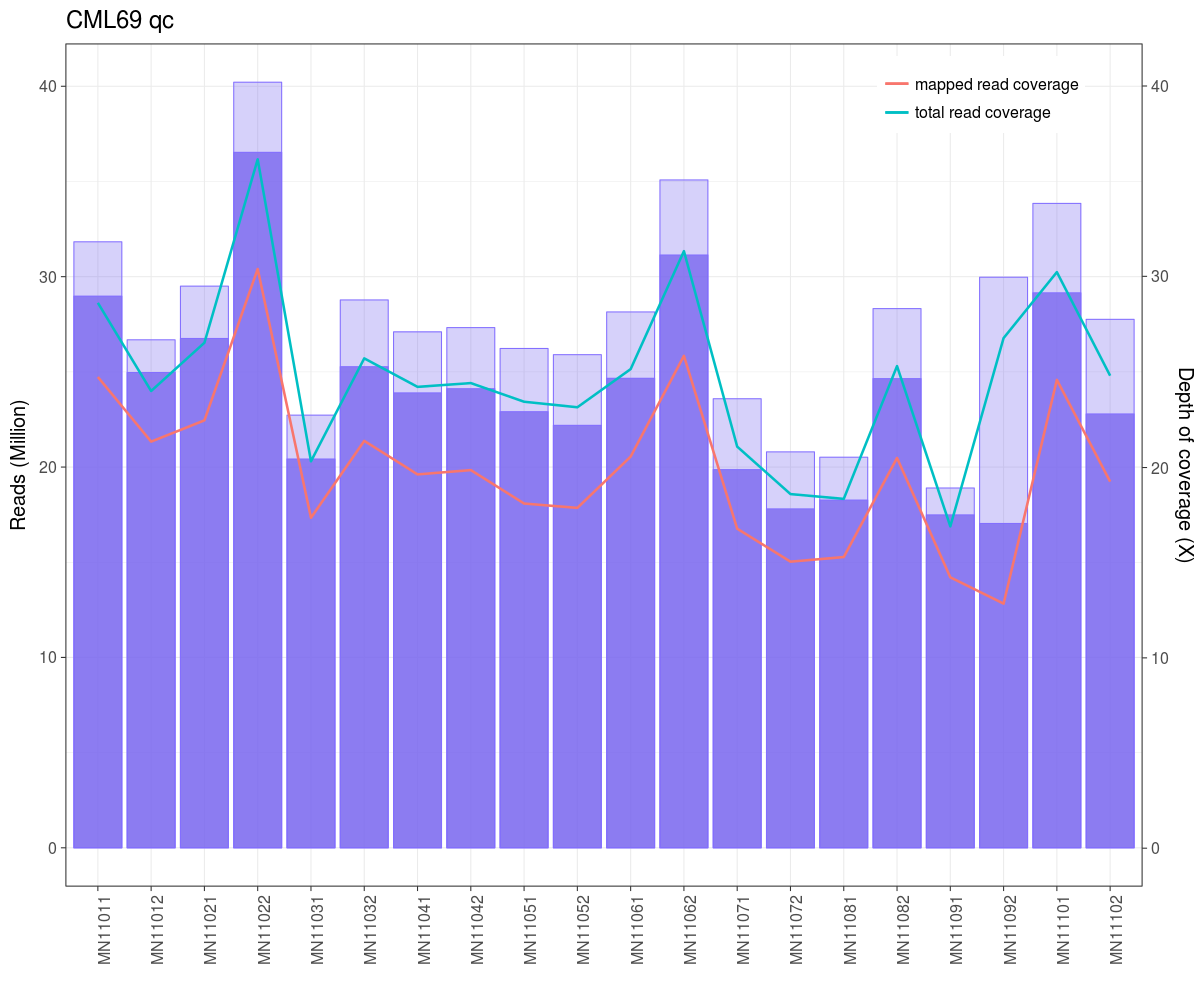 CML69 qc
mapped read coverage
total read coverage
40
30
20
10
0
40
30
20
10
0
Reads (Million)
Depth of coverage (X)
MN11011
MN11012
MN11021
MN11022
MN11031
MN11032
MN11041
MN11042
MN11051
MN11052
MN11061
MN11062
MN11071
MN11072
MN11081
MN11082
MN11091
MN11092
MN11101
MN11102